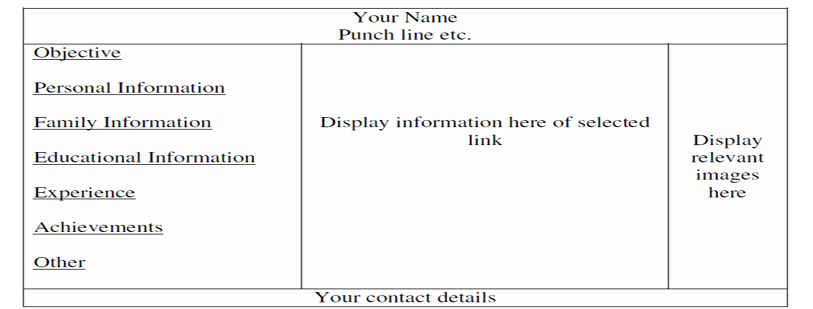 Your Name
Punch line etc.
Objective
Personal Information
Family Information
Educational Information
Experience
Achievements
Other
Display information here of selected
link
Display
relevant
images
here
Your contact details